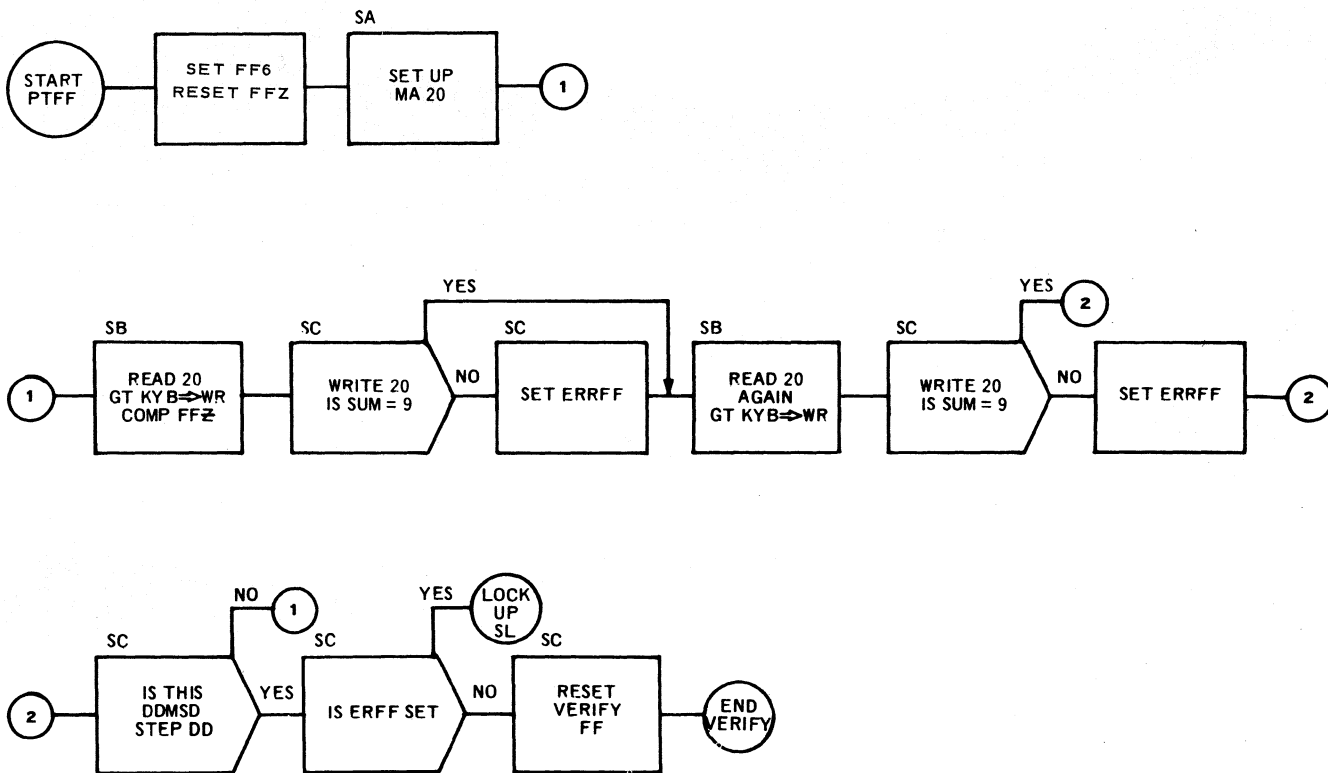 START
PTFF
SET FF6
RESET FFZ
SA
SET UP
MA 20
1
1
SB
READ 20
GT KYB⇒WR
COMP FFZ
SC
WRITE 20
IS SUM = 9
YES
NO
SC
SET ERRFF
SB
READ 20
AGAIN
GT KYB⇒WR
SC
WRITE 20
IS SUM = 9
YES
2
NO
SET ERRFF
2
2
SC
IS THIS
DDMSD
STEP DD
NO
1
YES
SC
IS ERFF SET
YES
LOCK
UP
SL
NO
SC
RESET
VERIFY
FF
END
VERIFY